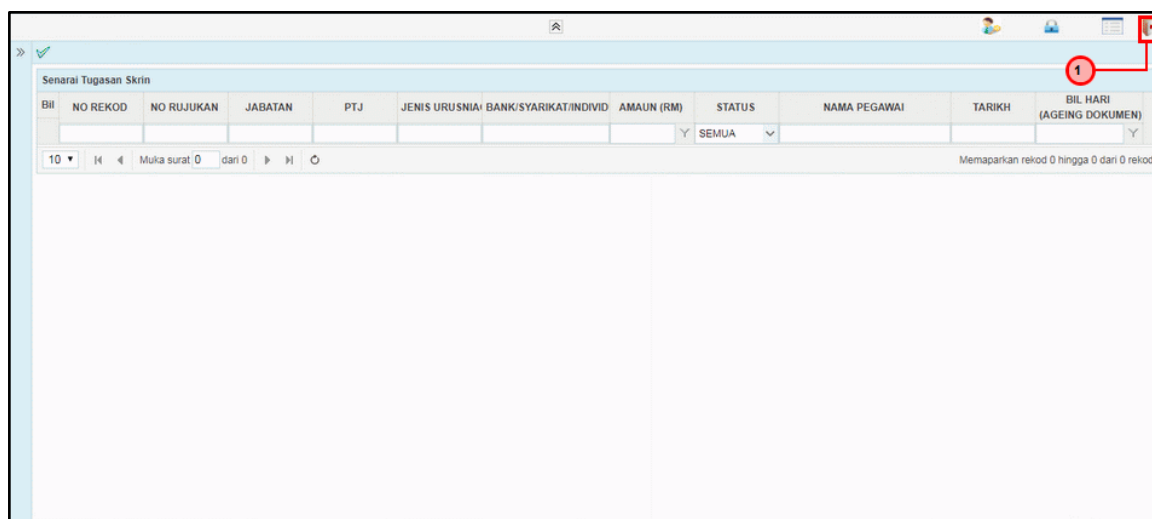 1
Senarai Tugasan Skrin
Bil NO REKOD NO RUJUKAN JABATAN PTJ JENIS URUSNIA BANK/SYARIKAT/INDIVID AMAUN (RM) STATUS NAMA PEGAWAI TARIKH BIL HARI
(AGEING DOKUMEN)
SEMUA
10 Muka surat 0 dari 0 Memaparkan rekod 0 hingga 0 dari 0 rekod